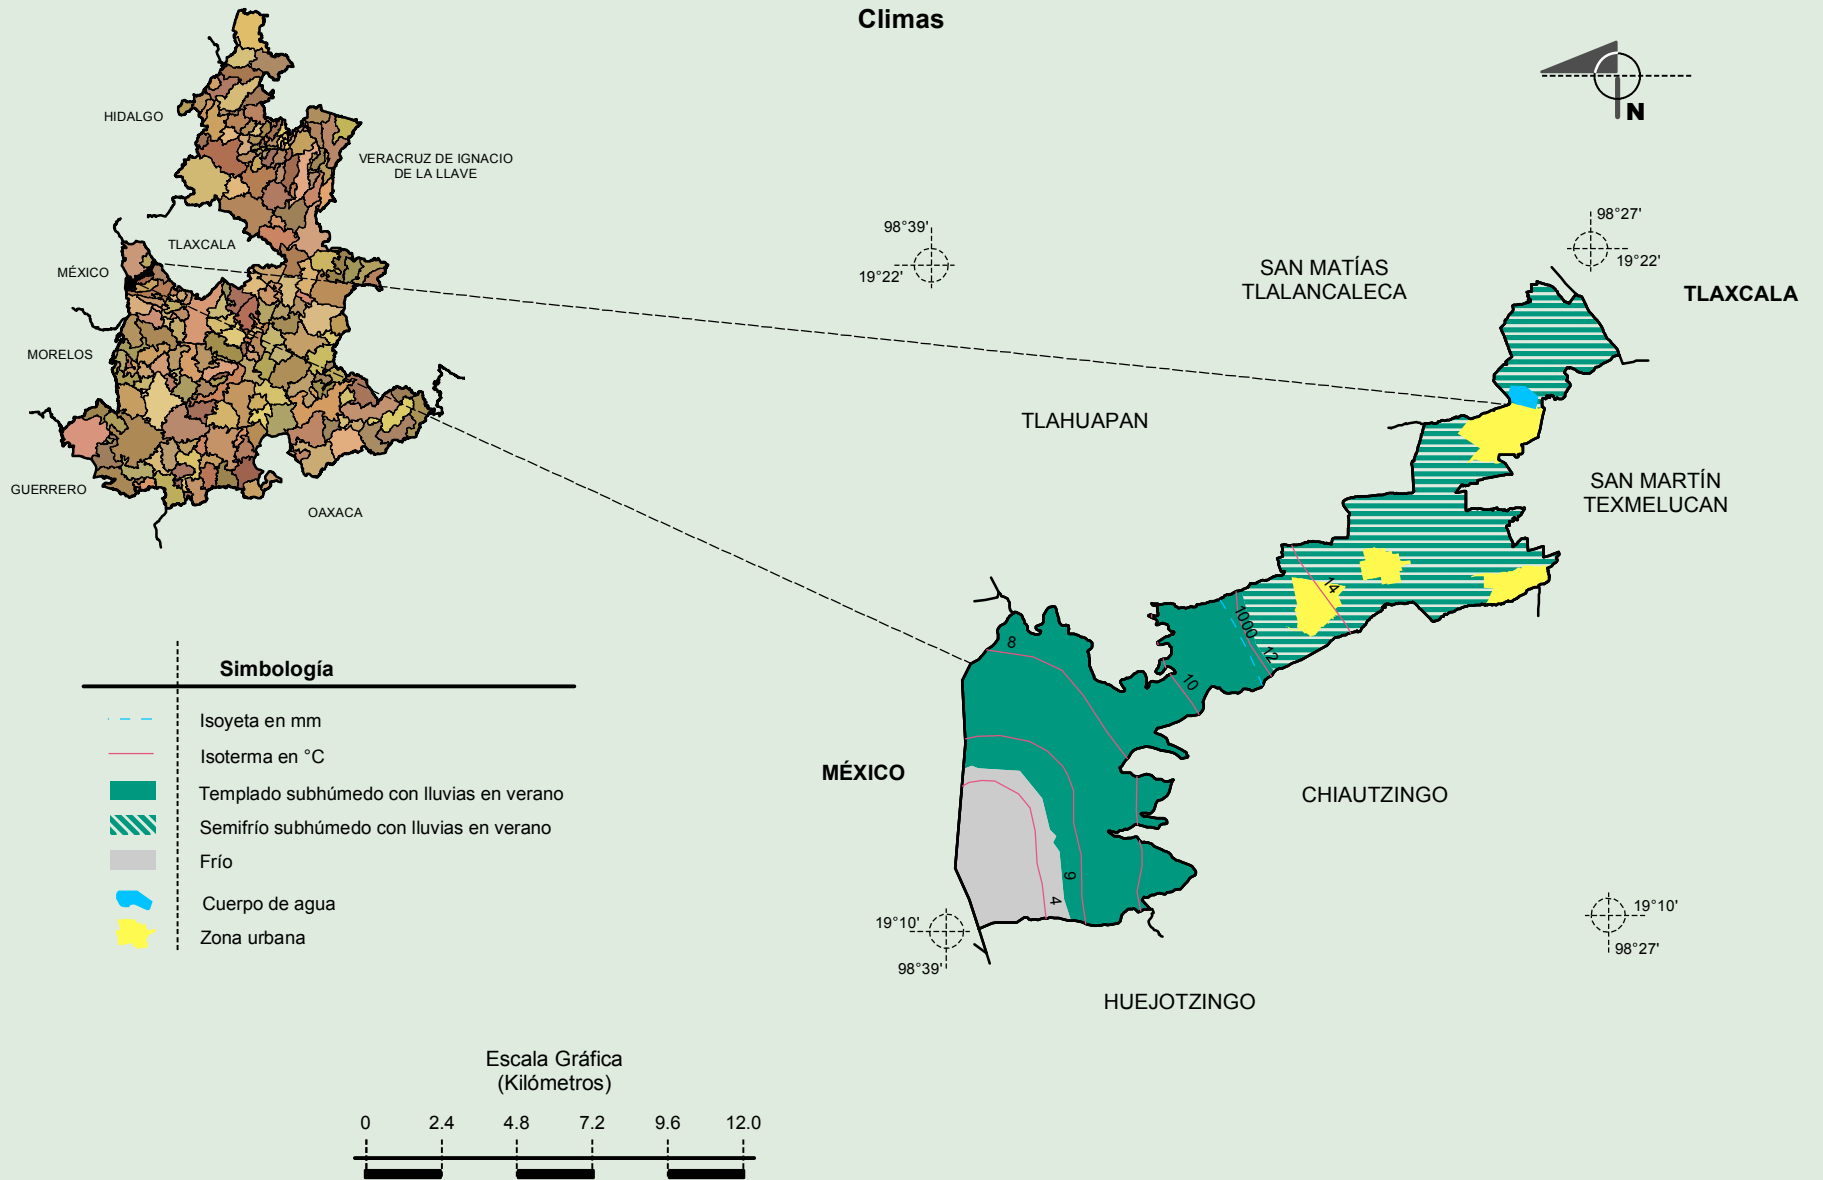 Climas
N
HIDALGO
VERACRUZ DE IGNACIO
DE LA LLAVE
TLAXCALA
MÉXICO
MORELOS
GUERRERO
OAXACA
98°39'
19°22'
98°27'
19°22'
SAN MATÍAS
TLALANCALECA
TLAXCALA
TLAHUAPAN
SAN MARTÍN
TEXMELUCAN
14
1000
12
10
8
6
4
MÉXICO
CHIAUTZINGO
19°10'
98°39'
19°10'
98°27'
HUEJOTZINGO
Simbología
Isoyeta en mm
Isoterma en °C
Templado subhúmedo con lluvias en verano
Semifrío subhúmedo con lluvias en verano
Frío
Cuerpo de agua
Zona urbana
Escala Gráfica
(Kilómetros)
0 2.4 4.8 7.2 9.6 12.0